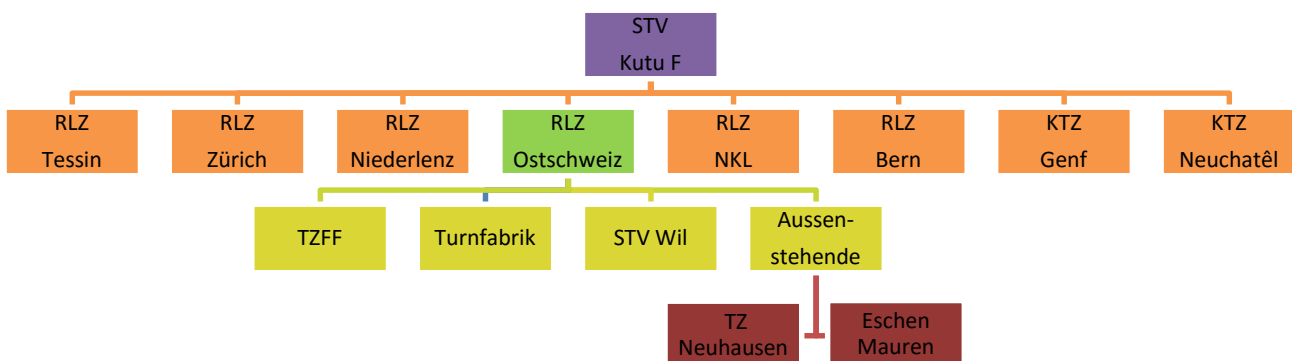 STV
Kutu F
RLZ
Tessin
RLZ
Zürich
RLZ
Niederlenz
RLZ
Ostschweiz
RLZ
NKL
RLZ
Bern
KTZ
Genf
KTZ
Neuchatêl
TZFF
Turnfabrik
STV Wil
Aussen-
stehende
TZ
Neuhausen
Eschen
Mauren